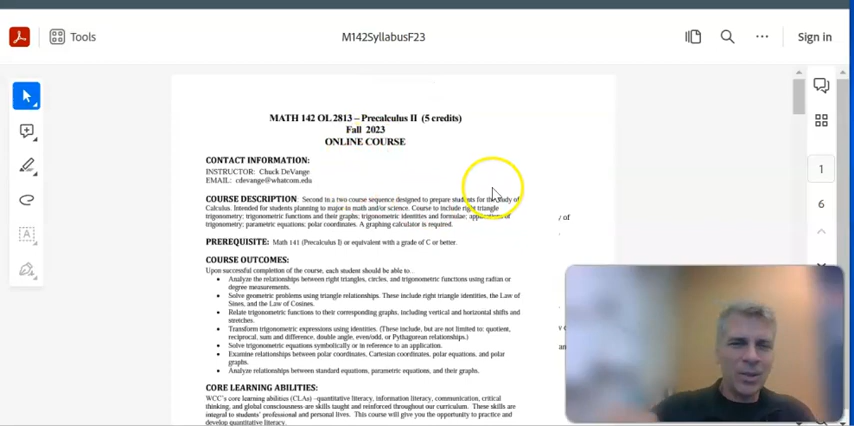 Tools
M142SyllabusF23
Sign in
MATH 142 OL 2813 – Precalculus II (5 credits)
Fall 2023
ONLINE COURSE
CONTACT INFORMATION:
INSTRUCTOR: Chuck DeVange
EMAIL: cdevange@whatcom.edu
COURSE DESCRIPTION Second in a two course sequence designed to prepare students for the study of
Calculus. Intended for students planning to major in math and/or science. Course to include right triangle
trigonometry; trigonometric functions and their graphs; trigonometric identities and formulae; applications of
trigonometry; parametric equations; polar coordinates. A graphing calculator is required.
y of
PREREQUISITE: Math 141 (Precalculus I) or equivalent with a grade of C or better.
COURSE OUTCOMES:
Upon successful completion of the course, each student should be able to…
• Analyze the relationships between right triangles, circles, and trigonometric functions using radian or
degree measurements.
• Solve geometric problems using triangle relationships. These include right triangle identities, the Law of
Sines, and the Law of Cosines.
• Relate trigonometric functions to their corresponding graphs, including vertical and horizontal shifts and
stretches.
• Transform trigonometric expressions using identities. (These include, but are not limited to: quotient,
reciprocal, sum and difference, double angle, even/odd, or Pythagorean relationships.)
• Solve trigonometric equations symbolically or in reference to an application.
• Examine relationships between polar coordinates, Cartesian coordinates, polar equations, and polar
graphs.
• Analyze relationships between standard equations, parametric equations, and their graphs.
CORE LEARNING ABILITIES:
WCC's core learning abilities (CLAs) –quantitative literacy, information literacy, communication, critical
thinking, and global consciousness–are skills taught and reinforced throughout our curriculum. These skills are
integral to students' professional and personal lives. This course will give you the opportunity to practice and
develop quantitative literacy.
1
6